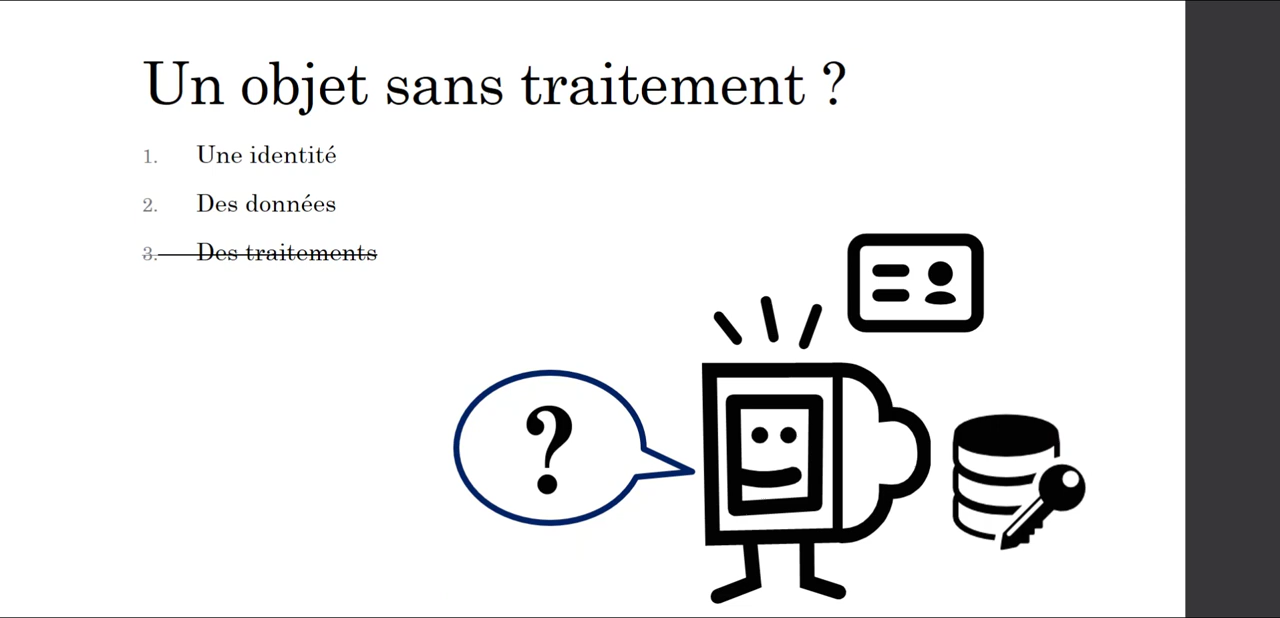 Un objet sans traitement ?
1. Une identité
2. Des données
3. Des traitements
?